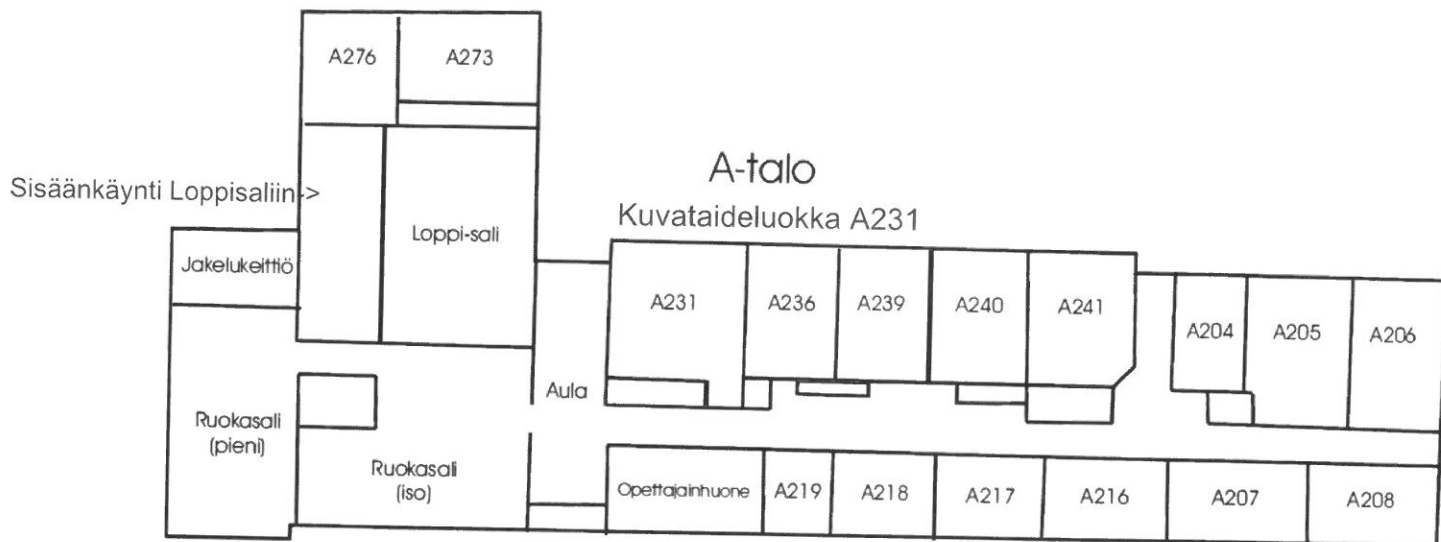 A276
A273
A-talo
Sisäänkäynti Loppisaliin->
Kuvataideluokka A231
Loppi-sali
Jakelukeittiö
A231
A236
A239
A240
A241
A204
A205
A206
Aula
Ruokasali
(pieni)
Ruokasali
(iso)
Opettajainhuone
A219
A218
A217
A216
A207
A208